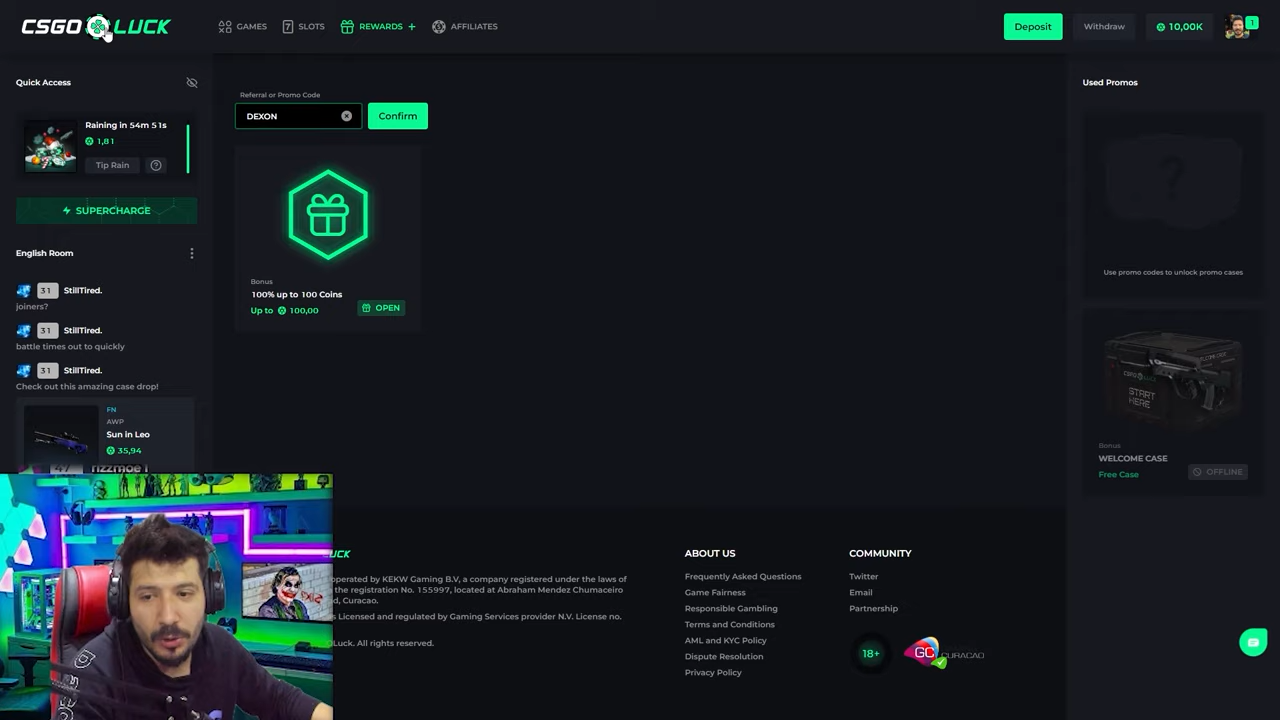 CSGO LUCK
GAMES
SLOTS
REWARDS +
AFFILIATES
Deposit
Withdraw
10,00K
1
Quick Access
Raining in 54m 51s
1,81
Tip Rain
?
SUPERCHARGE
English Room
31 StillTired.
joiners?
31 StillTired.
battle times out to quickly
31 StillTired.
Check out this amazing case drop!
FN
AWP
Sun in Leo
35,94
Referral or Promo Code
DEXON
Confirm
Bonus
100% up to 100 Coins
Up to 100,00
OPEN
Used Promos
?
Use promo codes to unlock promo cases
CSGO
START
HERE
Bonus
WELCOME CASE
Free Case
OFFLINE
LUCK
operated by KEKW Gaming B.V, a company registered under the laws of
the registration No. 155997, located at Abraham Mendez Chumaceiro
d, Curacao.
s Licensed and regulated by Gaming Services provider N.V. License no.
Luck. All rights reserved.
ABOUT US
Frequently Asked Questions
Game Fairness
Responsible Gambling
Terms and Conditions
AML and KYC Policy
Dispute Resolution
Privacy Policy
COMMUNITY
Twitter
Email
Partnership
18+
GC CURACAO